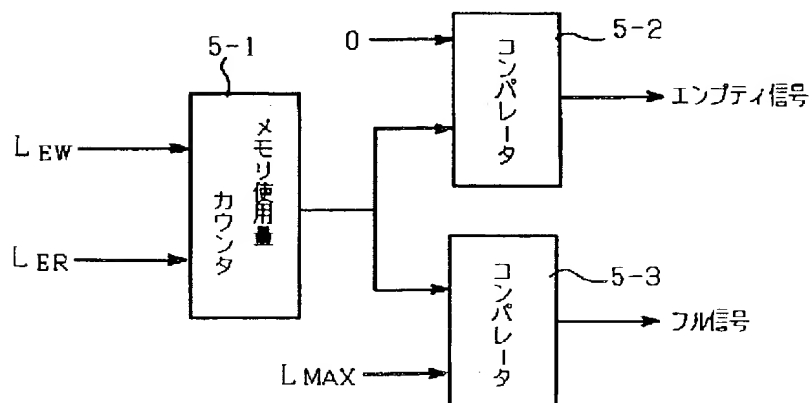 5-1
L EW
L ER
メモリ使用量
カウンタ
0
コンパレータ
5-2
エンプティ信号
L MAX
コンパレータ
5-3
フル信号